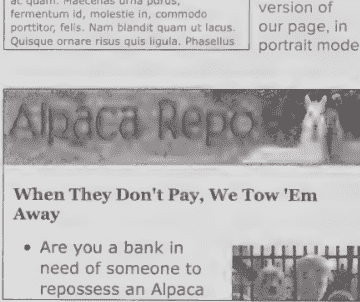 ac quam. Maecenas urna purus,
fermentum id, molestie in, commodo
porttitor, felis. Nam blandit quam ut lacus.
Quisque ornare risus quis ligula. Phasellus
version of
our page, in
portrait mode
Alpaca Repo
When They Don't Pay, We Tow 'Em
Away
• Are you a bank in
need of someone to
repossess an Alpaca